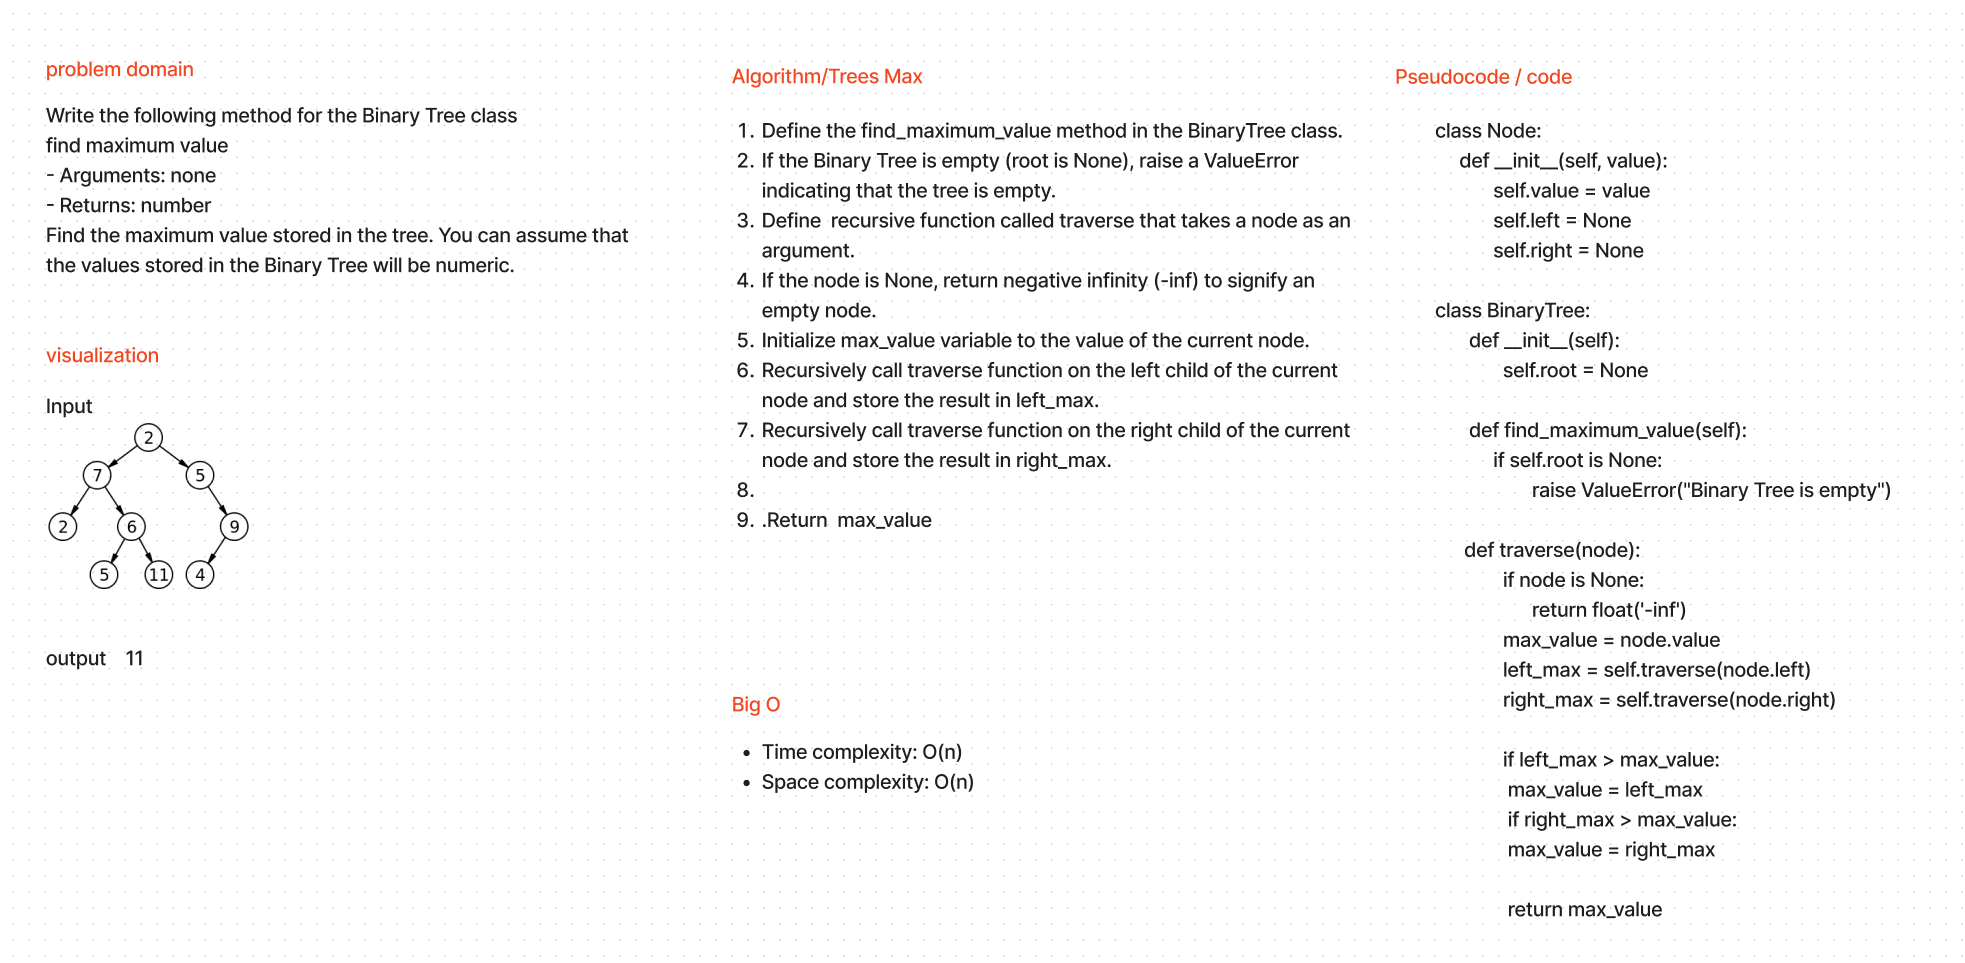 problem domain
Write the following method for the Binary Tree class
find maximum value
- Arguments: none
- Returns: number
Find the maximum value stored in the tree. You can assume that
the values stored in the Binary Tree will be numeric.
visualization
Input
2
7
5
2
6
9
5
11
4
output 11
Algorithm/Trees Max
1. Define the find_maximum_value method in the BinaryTree class.
2. If the Binary Tree is empty (root is None), raise a ValueError
indicating that the tree is empty.
3. Define recursive function called traverse that takes a node as an
argument.
4. If the node is None, return negative infinity (-inf) to signify an
empty node.
5. Initialize max_value variable to the value of the current node.
6. Recursively call traverse function on the left child of the current
node and store the result in left_max.
7. Recursively call traverse function on the right child of the current
node and store the result in right_max.
8.
9. .Return max_value
Big O
• Time complexity: O(n)
• Space complexity: O(n)
Pseudocode / code
class Node:
def __init__(self, value):
self.value = value
self.left = None
self.right = None
class BinaryTree:
def __init__(self):
self.root = None
def find_maximum_value(self):
if self.root is None:
raise ValueError("Binary Tree is empty")
def traverse(node):
if node is None:
return float('-inf')
max_value = node.value
left_max = self.traverse(node.left)
right_max = self.traverse(node.right)
if left_max > max_value:
max_value = left_max
if right_max > max_value:
max_value = right_max
return max_value